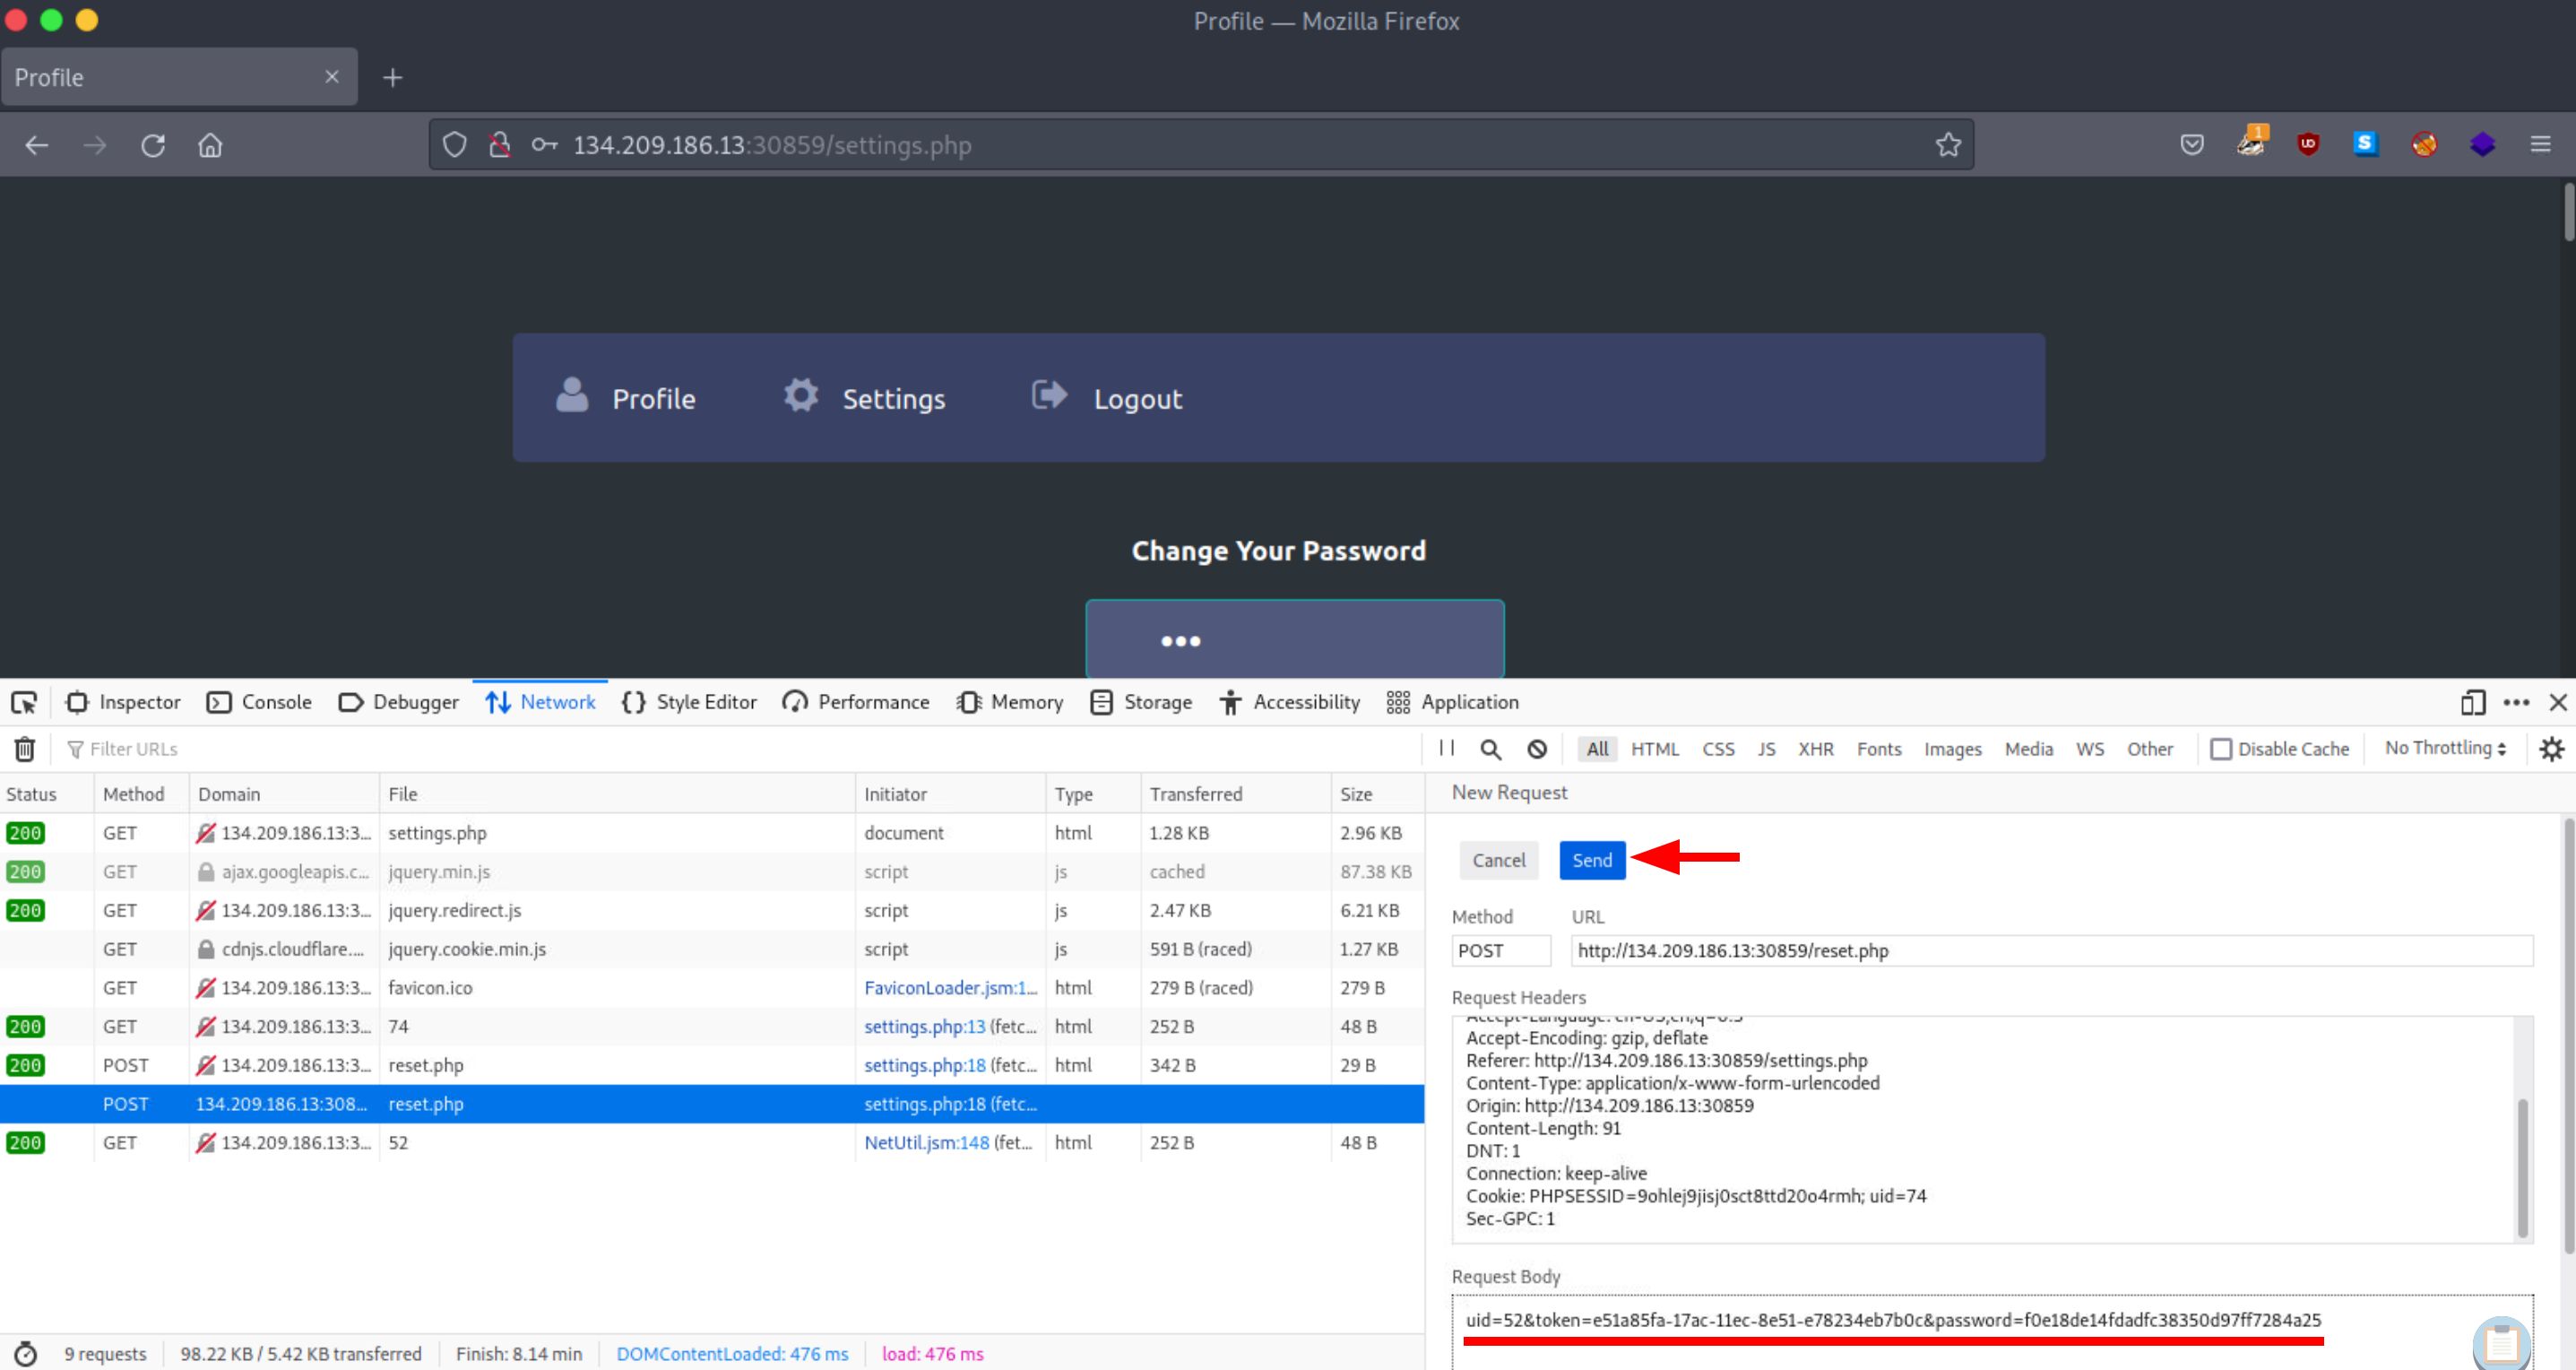 Profile — Mozilla Firefox
Profile
134.209.186.13:30859/settings.php
1
UD
S
Profile Settings Logout
Change Your Password
Inspector Console Debugger Network Style Editor Performance Memory Storage Accessibility Application
Filter URLs
All HTML CSS JS XHR Fonts Images Media WS Other Disable Cache No Throttling
Status Method Domain File Initiator Type Transferred Size
200 GET 134.209.186.13:3... settings.php document html 1.28 KB 2.96 KB
200 GET ajax.googleapis.c... jquery.min.js script js cached 87.38 KB
200 GET 134.209.186.13:3... jquery.redirect.js script js 2.47 KB 6.21 KB
GET cdnjs.cloudflare.... jquery.cookie.min.js script js 591 B (raced) 1.27 KB
GET 134.209.186.13:3... favicon.ico FaviconLoader.jsm:1... html 279 B (raced) 279 B
200 GET 134.209.186.13:3... 74 settings.php:13 (fetc... html 252 B 48 B
200 POST 134.209.186.13:3... reset.php settings.php:18 (fetc... html 342 B 29 B
POST 134.209.186.13:308... reset.php settings.php:18 (fetc...
200 GET 134.209.186.13:3... 52 NetUtil.jsm:148 (fet... html 252 B 48 B
9 requests 98.22 KB / 5.42 KB transferred Finish: 8.14 min DOMContentLoaded: 476 ms load: 476 ms
New Request
Cancel Send
Method URL
POST http://134.209.186.13:30859/reset.php
Request Headers
Accept-Language: en-US,en;q=0.5
Accept-Encoding: gzip, deflate
Referer: http://134.209.186.13:30859/settings.php
Content-Type: application/x-www-form-urlencoded
Origin: http://134.209.186.13:30859
Content-Length: 91
DNT: 1
Connection: keep-alive
Cookie: PHPSESSID=9ohlej9jisj0sct8ttd20o4rmh; uid=74
Sec-GPC: 1
Request Body
uid=52&token=e51a85fa-17ac-11ec-8e51-e78234eb7b0c&password=f0e18de14fdadfc38350d97ff7284a25